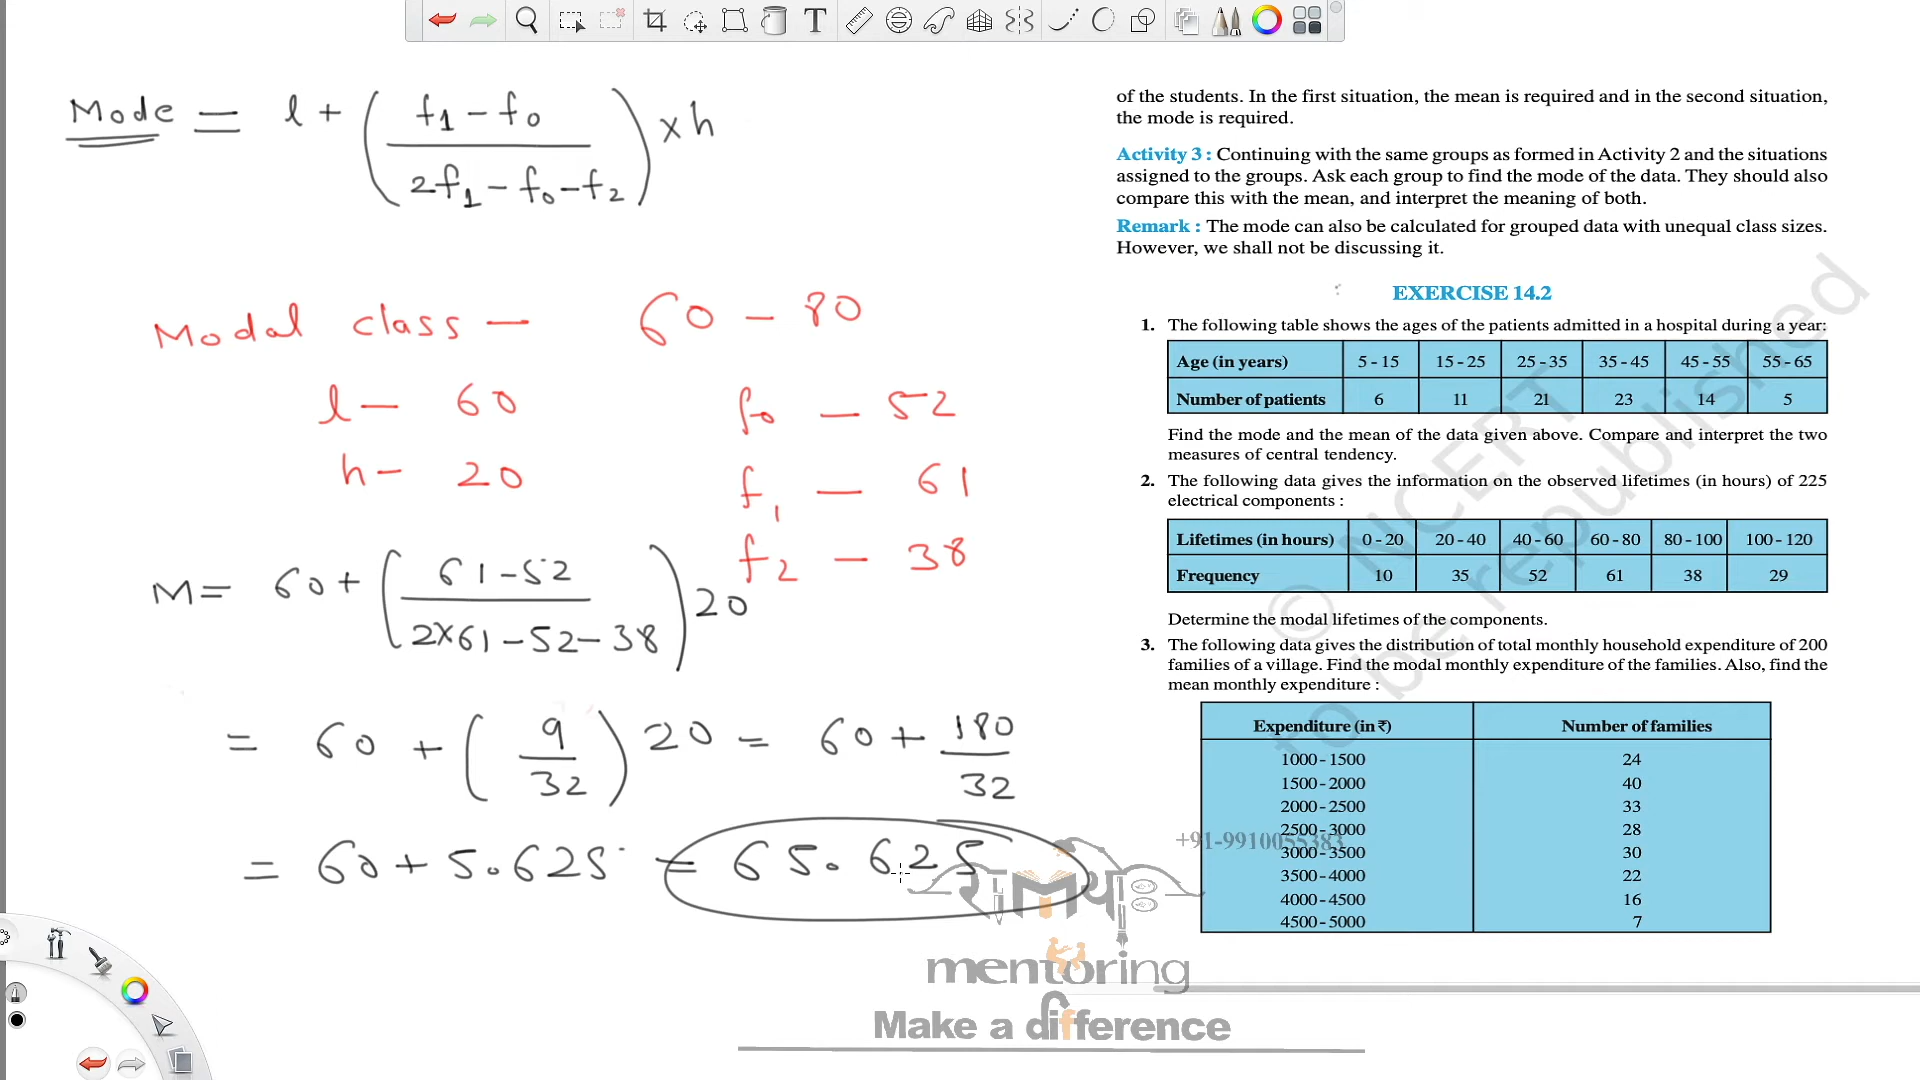 Mode = l + ( f1 - f0 / 2f1 - f0 - f2 ) x h
Modal class - 60 - 80
l - 60
f0 - 52
h - 20
f1 - 61
f2 - 38
M = 60 + ( 61 - 52 / 2x61 - 52 - 38 ) 20
= 60 + ( 9 / 32 ) 20 = 60 + 180 / 32
= 60 + 5.625 = 65.625
of the students. In the first situation, the mean is required and in the second situation,
the mode is required.
Activity 3 : Continuing with the same groups as formed in Activity 2 and the situations
assigned to the groups. Ask each group to find the mode of the data. They should also
compare this with the mean, and interpret the meaning of both.
Remark : The mode can also be calculated for grouped data with unequal class sizes.
However, we shall not be discussing it.
EXERCISE 14.2
1. The following table shows the ages of the patients admitted in a hospital during a year:
Age (in years) 5 - 15 15 - 25 25 - 35 35 - 45 45 - 55 55 - 65
Number of patients 6 11 21 23 14 5
Find the mode and the mean of the data given above. Compare and interpret the two
measures of central tendency.
2. The following data gives the information on the observed lifetimes (in hours) of 225
electrical components :
Lifetimes (in hours) 0 - 20 20 - 40 40 - 60 60 - 80 80 - 100 100 - 120
Frequency 10 35 52 61 38 29
Determine the modal lifetimes of the components.
3. The following data gives the distribution of total monthly household expenditure of 200
families of a village. Find the modal monthly expenditure of the families. Also, find the
mean monthly expenditure :
Expenditure (in ₹) Number of families
1000 - 1500 24
1500 - 2000 40
2000 - 2500 33
2500 - 3000 28
3000 - 3500 30
3500 - 4000 22
4000 - 4500 16
4500 - 5000 7
© NCERT
to be republished
+91-9910055383
mentoring
Make a difference